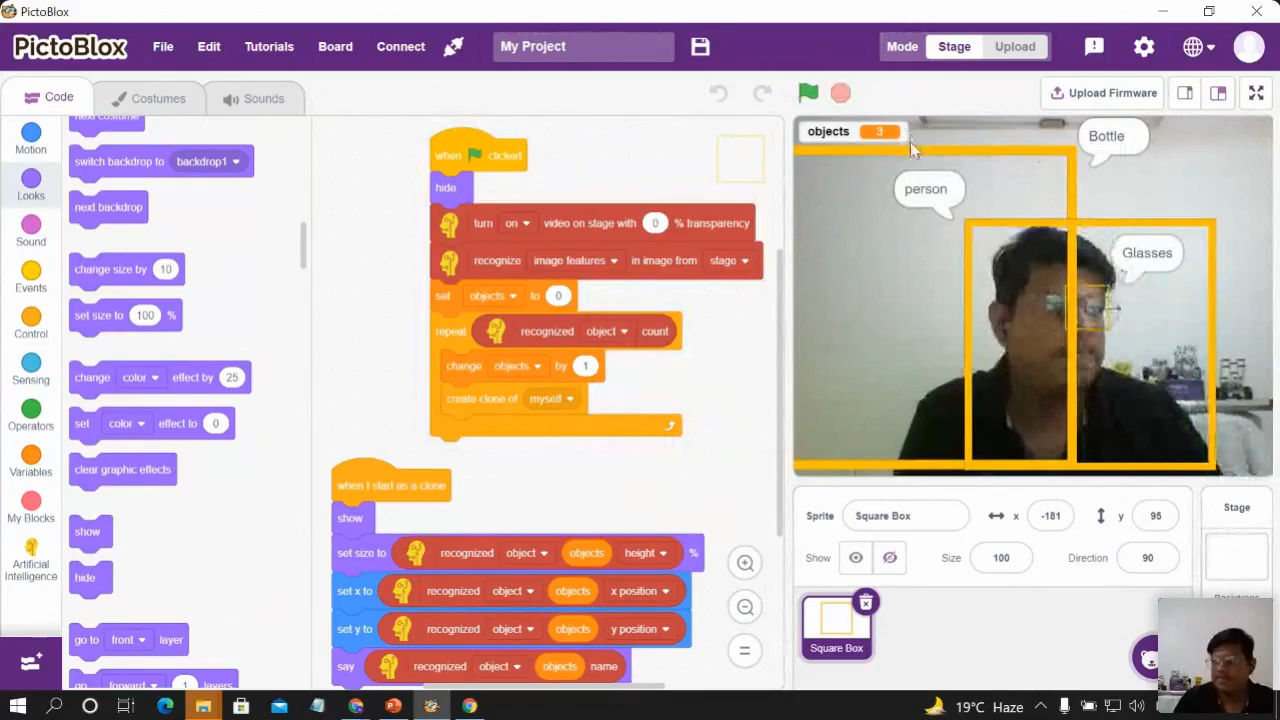 PictoBlox
PictoBlox File Edit Tutorials Board Connect My Project Mode Stage Upload
Code Costumes Sounds Upload Firmware
Motion
Looks
Sound
Events
Control
Sensing
Operators
Variables
My Blocks
Artificial
Intelligence
next costume
switch backdrop to backdrop1
next backdrop
change size by 10
set size to 100 %
change color effect by 25
set color effect to 0
clear graphic effects
show
hide
go to front layer
go forward 1 layers
when clicked
hide
turn on video on stage with 0 % transparency
recognize image features in image from stage
set objects to 0
repeat recognized object count
change objects by 1
create clone of myself
when I start as a clone
show
set size to recognized object objects height %
set x to recognized object objects x position
set y to recognized object objects y position
say recognized object objects name
objects 3
Bottle
person
Glasses
Sprite Square Box x -181 y 95
Show Size 100 Direction 90
Square Box
Stage
19°C Haze